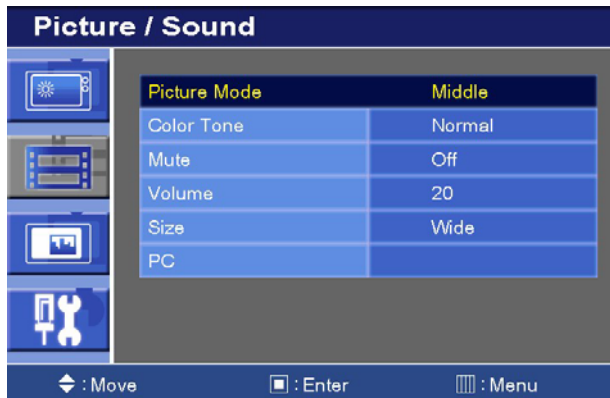 Picture / Sound
Picture Mode Middle
Color Tone Normal
Mute Off
Volume 20
Size Wide
PC
: Move : Enter : Menu